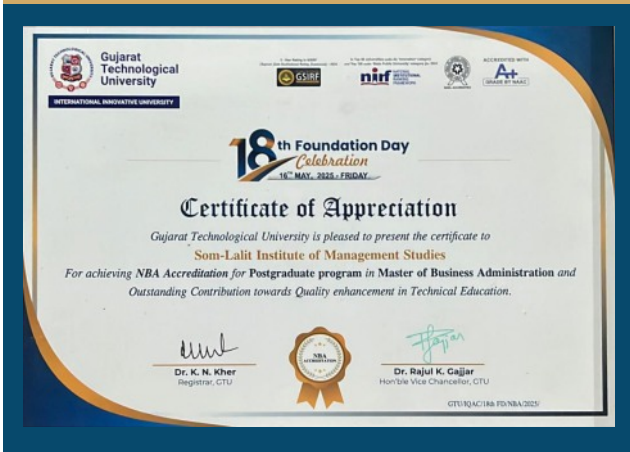 Gujarat
Technological
University
INTERNATIONAL INNOVATIVE UNIVERSITY
GSIRF
nirf
NATIONAL
INSTITUTIONAL
RANKING
FRAMEWORK
ACCREDITED WITH
A+
GRADE BY NAAC
18th Foundation Day
Celebration
16TH MAY, 2025 - FRIDAY
Certificate of Appreciation
Gujarat Technological University is pleased to present the certificate to
Som-Lalit Institute of Management Studies
For achieving NBA Accreditation for Postgraduate program in Master of Business Administration and
Outstanding Contribution towards Quality enhancement in Technical Education.
NBA
ACCREDITATION
Dr. K. N. Kher
Registrar, GTU
Dr. Rajul K. Gajjar
Hon'ble Vice Chancellor, GTU
GTU/IQAC/18th FD/NBA/2025/